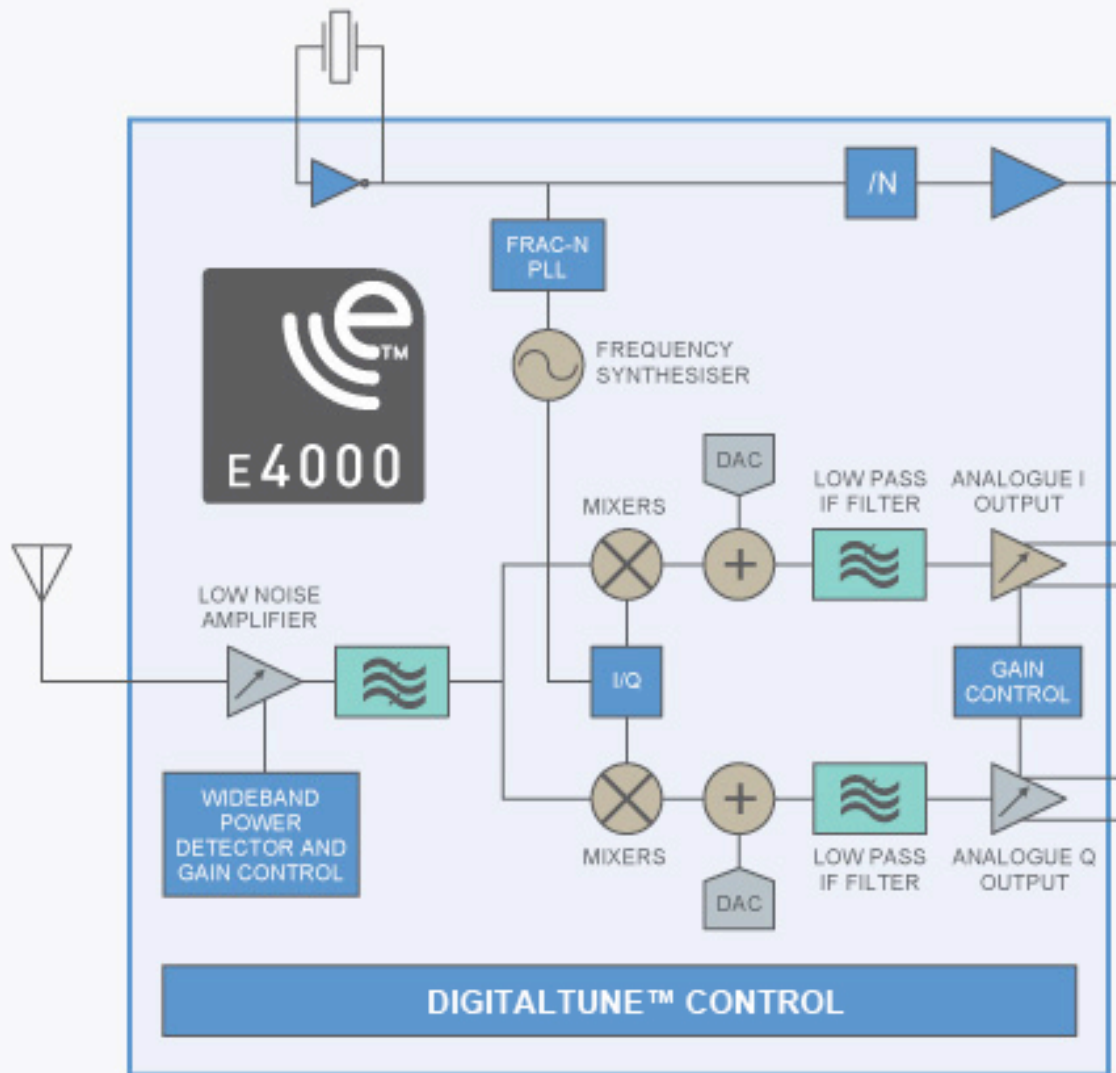 /N
FRAC-N
PLL
e
TM
E4000
FREQUENCY
SYNTHESISER
DAC
MIXERS
LOW PASS
IF FILTER
ANALOGUE I
OUTPUT
LOW NOISE
AMPLIFIER
I/Q
GAIN
CONTROL
WIDEBAND
POWER
DETECTOR AND
GAIN CONTROL
MIXERS
DAC
LOW PASS
IF FILTER
ANALOGUE Q
OUTPUT
DIGITALTUNE™ CONTROL